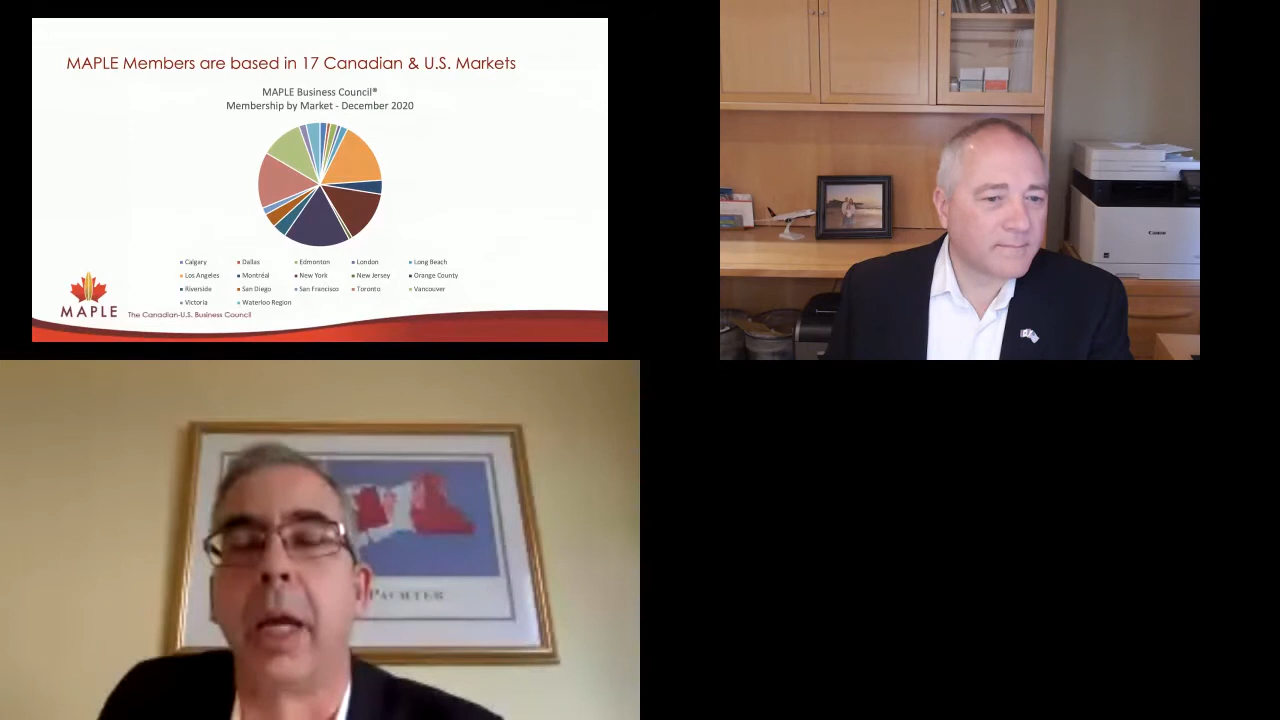 MAPLE Members are based in 17 Canadian & U.S. Markets
MAPLE Business Council®
Membership by Market - December 2020
Calgary Dallas Edmonton London Long Beach
Los Angeles Montréal New York New Jersey Orange County
Riverside San Diego San Francisco Toronto Vancouver
Victoria Waterloo Region
MAPLE The Canadian-U.S. Business Council
Canon
PACHTER